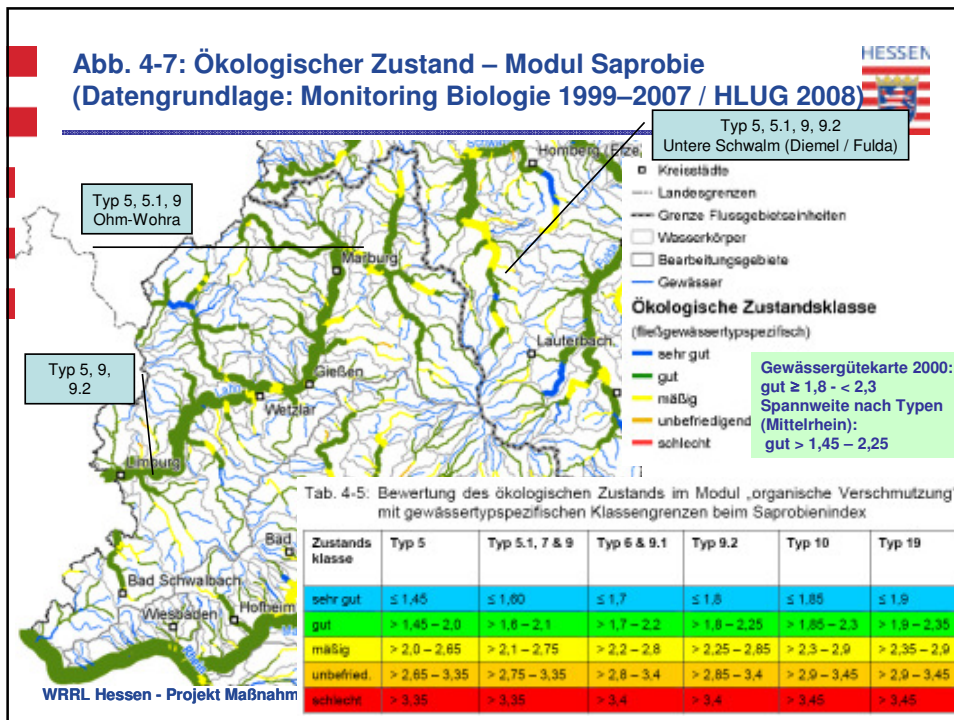 Abb. 4-7: Ökologischer Zustand – Modul Saprobie
(Datengrundlage: Monitoring Biologie 1999–2007 / HLUG 2008)
HESSEN
Typ 5, 5.1, 9, 9.2
Untere Schwalm (Diemel / Fulda)
Typ 5, 5.1, 9
Ohm-Wohra
Typ 5, 9,
9.2
Homberg (Efze
Marburg
Lauterbach
Gießen
Wetzlar
Limburg
Bad
Bad Schwalbach
Wiesbaden
Hofheim
Kreisstädte
Landesgrenzen
Grenze Flussgebietseinheiten
Wasserkörper
Bearbeitungsgebiete
Gewässer
Ökologische Zustandsklasse
(fließgewässertypspezifisch)
sehr gut
gut
mäßig
unbefriedigend
schlecht
Gewässergütekarte 2000:
gut ≥ 1,8 - < 2,3
Spannweite nach Typen
(Mittelrhein):
gut > 1,45 – 2,25
Tab. 4-5: Bewertung des ökologischen Zustands im Modul „organische Verschmutzung“
mit gewässertypspezifischen Klassengrenzen beim Saprobienindex
Zustands klasse Typ 5 Typ 5.1, 7 & 9 Typ 6 & 9.1 Typ 9.2 Typ 10 Typ 19
sehr gut ≤ 1,45 ≤ 1,60 ≤ 1,7 ≤ 1,8 ≤ 1,85 ≤ 1,9
gut > 1,45 – 2,0 > 1,6 – 2,1 > 1,7 – 2,2 > 1,8 – 2,25 > 1,85 – 2,3 > 1,9 – 2,35
mäßig > 2,0 – 2,65 > 2,1 – 2,75 > 2,2 – 2,8 > 2,25 – 2,85 > 2,3 – 2,9 > 2,35 – 2,9
unbefried. > 2,65 – 3,35 > 2,75 – 3,35 > 2,8 – 3,4 > 2,85 – 3,4 > 2,9 – 3,45 > 2,9 – 3,45
schlecht > 3,35 > 3,35 > 3,4 > 3,4 > 3,45 > 3,45
WRRL Hessen - Projekt Maßnahm